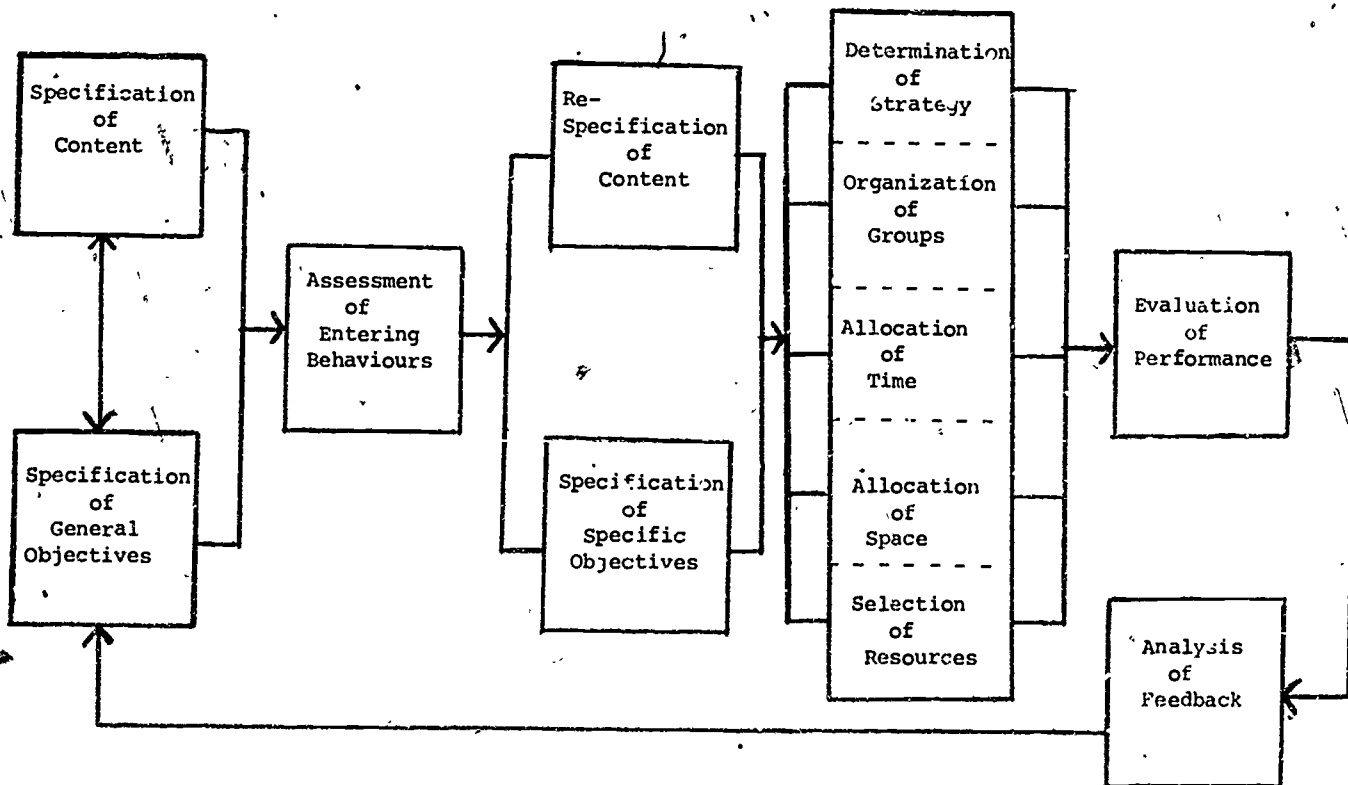 Specification
of
Content
Specification
of
General
Objectives
Assessment
of
Entering
Behaviours
Re-
Specification
of
Content
Specification
of
Specific
Objectives
Determination
of
Strategy
Organization
of
Groups
Allocation
of
Time
Allocation
of
Space
Selection
of
Resources
Evaluation
of
Performance
Analysis
of
Feedback